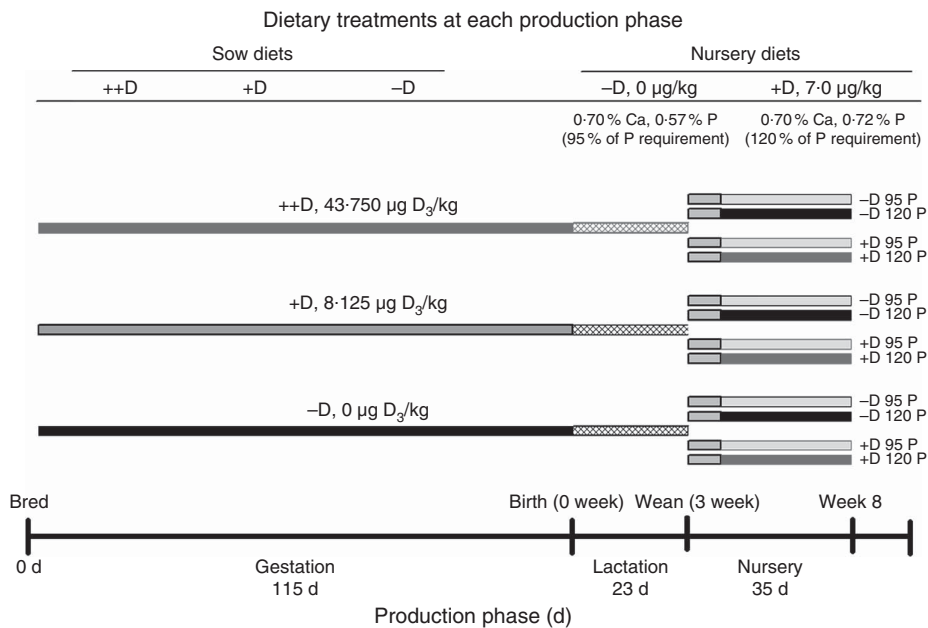 Dietary treatments at each production phase
Sow diets
Nursery diets
++D
+D
–D
–D, 0 µg/kg
+D, 7·0 µg/kg
0·70 % Ca, 0·57 % P
(95 % of P requirement)
0·70 % Ca, 0·72 % P
(120 % of P requirement)
++D, 43·750 µg D₃/kg
–D 95 P
–D 120 P
+D 95 P
+D 120 P
+D, 8·125 µg D₃/kg
–D 95 P
–D 120 P
+D 95 P
+D 120 P
–D, 0 µg D₃/kg
–D 95 P
–D 120 P
+D 95 P
+D 120 P
Bred
Birth (0 week)
Wean (3 week)
Week 8
0 d
Gestation
115 d
Lactation
23 d
Nursery
35 d
Production phase (d)